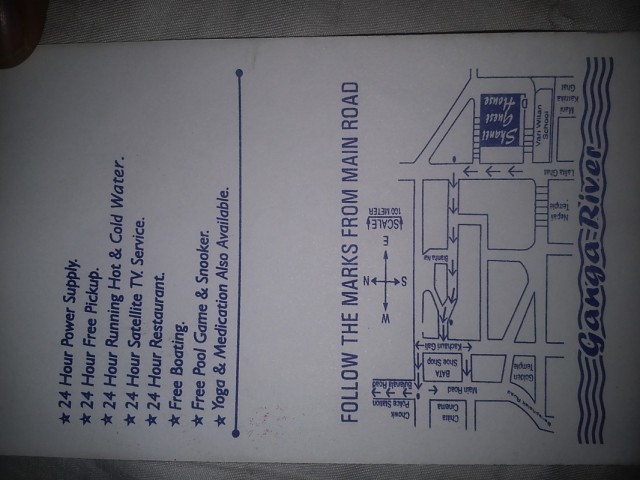 ★ 24 Hour Power Supply.
★ 24 Hour Free Pickup.
★ 24 Hour Running Hot & Cold Water.
★ 24 Hour Satellite TV. Service.
★ 24 Hour Restaurant.
★ Free Boating.
★ Free Pool Game & Snooker.
★ Yoga & Medication Also Available.
FOLLOW THE MARKS FROM MAIN ROAD
Chowk
Police Station
Chitra
Cinema
Main Road
BATA
Shoe Shop
Kachauri Gali
Golden
Temple
W
S
N
E
SCALE
100 METER
Nepali
Temple
Lalita Ghat
Shanti
Guest
House
School
Mani
Karnika
Ghat
Ganga River